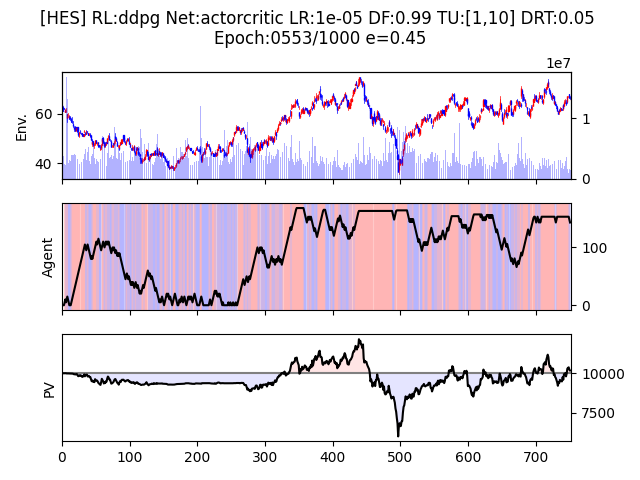 [HES] RL:ddpg Net:actorcritic LR:1e-05 DF:0.99 TU:[1,10] DRT:0.05
Epoch:0553/1000 e=0.45
1e7
Env.
60
40
1
0
Agent
100
0
PV
10000
7500
0 100 200 300 400 500 600 700